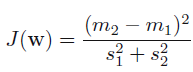 J(w) = (m₂ − m₁)² / (s₁² + s₂²)